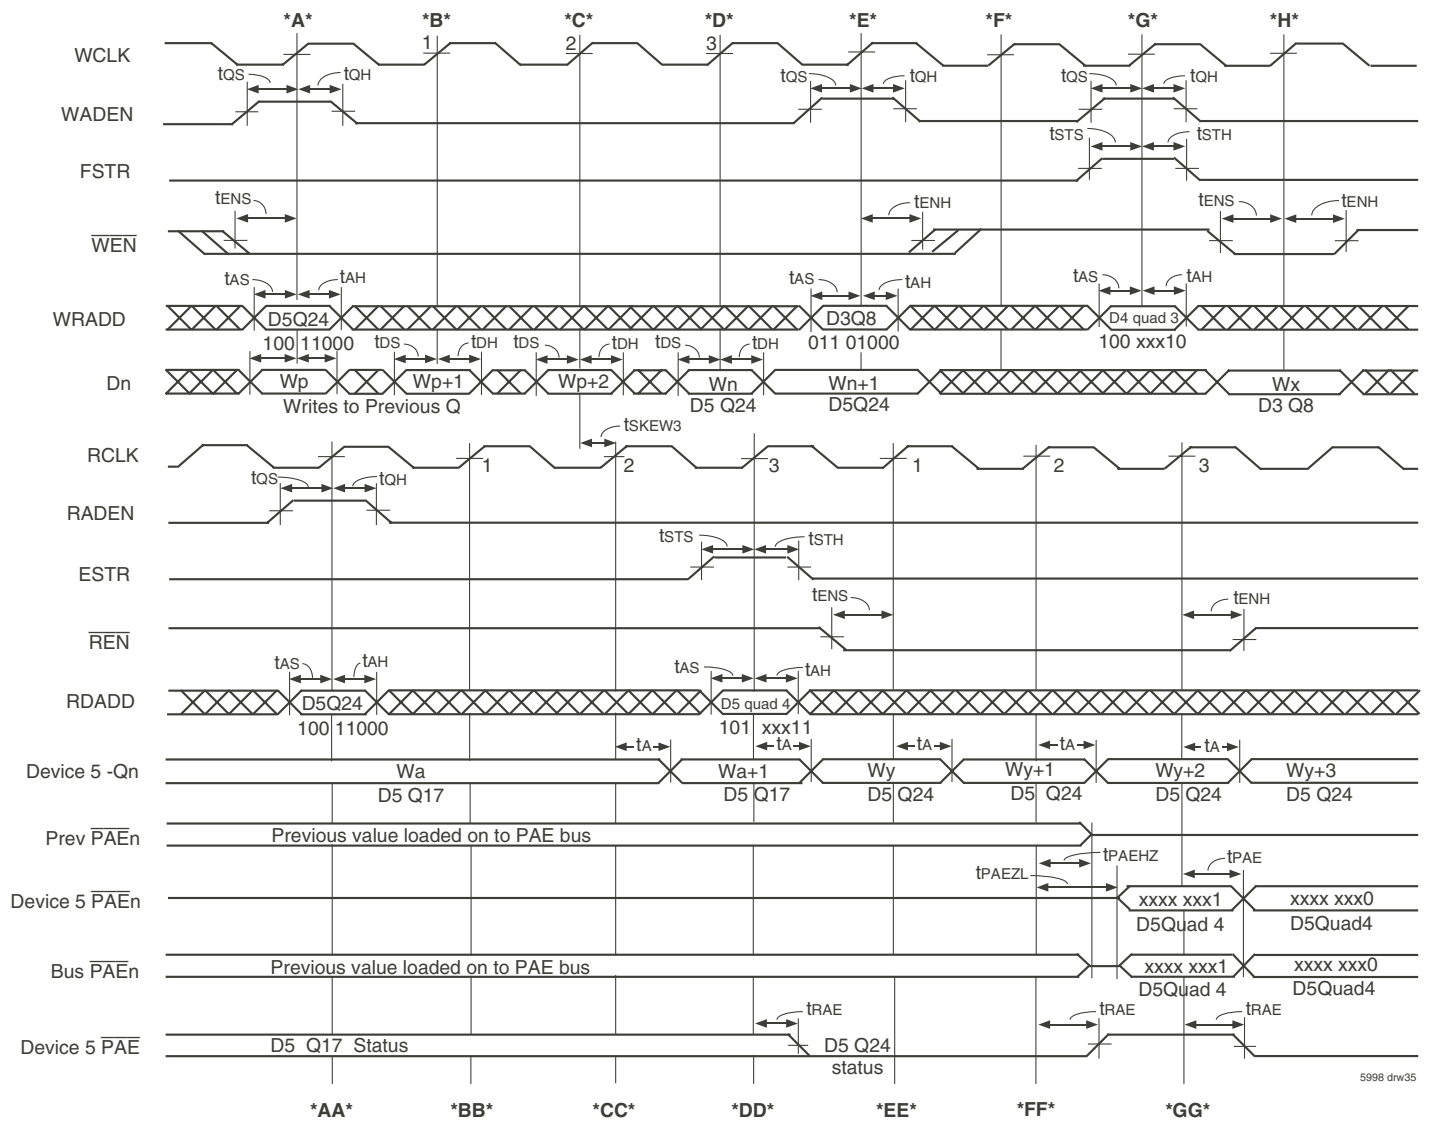 *A* *B* *C* *D* *E* *F* *G* *H*
WCLK 1 2 3
tQS tQH tQS tQH tQS tQH
WADEN
tSTS tSTH
FSTR
tENS tENH tENS tENH
WEN
tAS tAH tAS tAH tAS tAH
WRADD D5Q24 D3Q8 D4 quad 3
100 11000 011 01000 100 xxx10
tDS tDH tDS tDH tDS tDH
Dn Wp Wp+1 Wp+2 Wn Wn+1 Wx
Writes to Previous Q D5 Q24 D5Q24 D3 Q8
tSKEW3
RCLK 1 2 3 1 2 3
tQS tQH
RADEN
tSTS tSTH
ESTR
tENS tENH
REN
tAS tAH tAS tAH
RDADD D5Q24 D5 quad 4
100 11000 101 xxx11
tA tA tA tA tA
Device 5 -Qn Wa Wa+1 Wy Wy+1 Wy+2 Wy+3
D5 Q17 D5 Q17 D5 Q24 D5 Q24 D5 Q24 D5 Q24
Prev PAEn Previous value loaded on to PAE bus
tPAEHZ tPAE
tPAEZL
Device 5 PAEn xxxx xxx1 xxxx xxx0
D5Quad 4 D5Quad4
Bus PAEn Previous value loaded on to PAE bus xxxx xxx1 xxxx xxx0
D5Quad 4 D5Quad4
tRAE tRAE tRAE
Device 5 PAE D5 Q17 Status D5 Q24
status
5998 drw35
*AA* *BB* *CC* *DD* *EE* *FF* *GG*